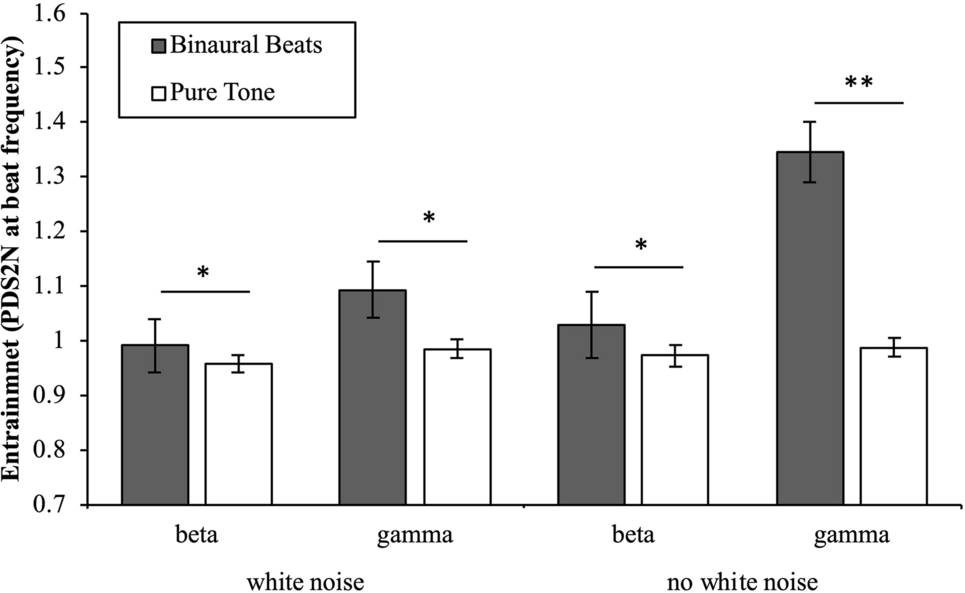 Entrainmnet (PDS2N at beat frequency)
1.6
1.5
1.4
1.3
1.2
1.1
1
0.9
0.8
0.7
Binaural Beats
Pure Tone
*
*
*
**
beta
gamma
beta
gamma
white noise
no white noise